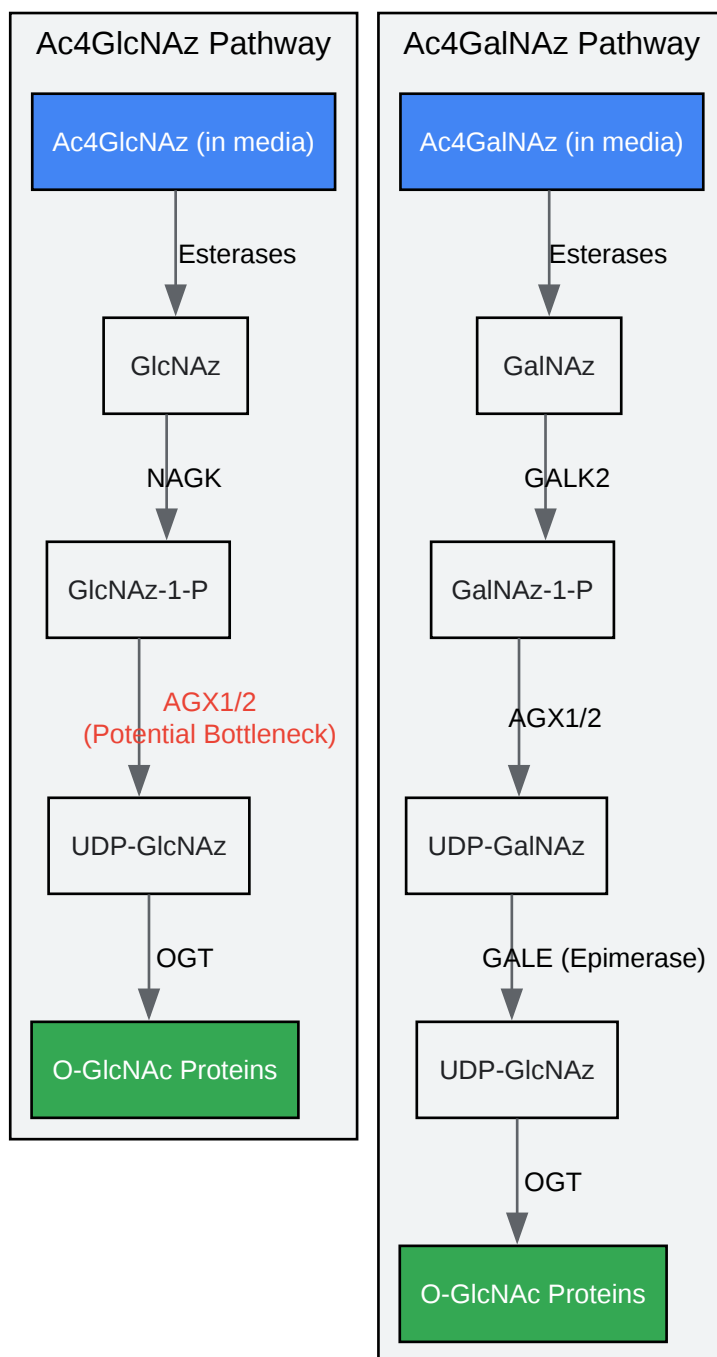 Ac4GlcNAz Pathway
Ac4GlcNAz (in media)
Esterases
GlcNAz
NAGK
GlcNAz-1-P
AGX1/2
(Potential Bottleneck)
UDP-GlcNAz
OGT
O-GlcNAc Proteins
Ac4GalNAz Pathway
Ac4GalNAz (in media)
Esterases
GalNAz
GALK2
GalNAz-1-P
AGX1/2
UDP-GalNAz
GALE (Epimerase)
UDP-GlcNAz
OGT
O-GlcNAc Proteins